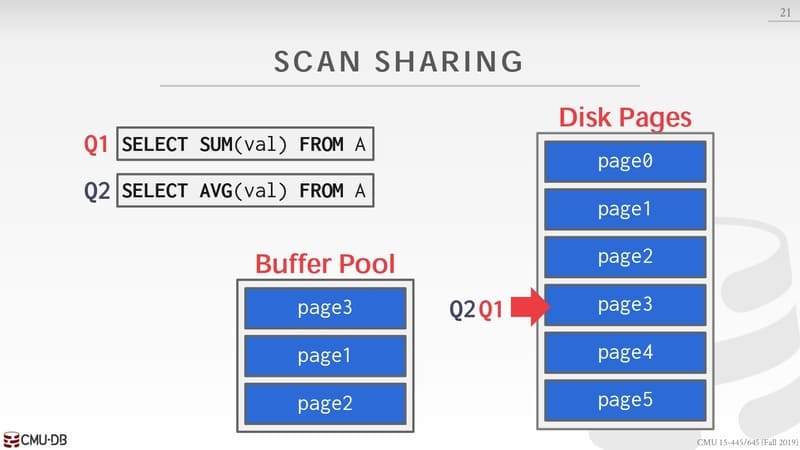 21
SCAN SHARING
Q1 SELECT SUM(val) FROM A
Q2 SELECT AVG(val) FROM A
Buffer Pool
page3
page1
page2
Disk Pages
page0
page1
page2
Q2 Q1 page3
page4
page5
CMU·DB
CMU 15-445/645 (Fall 2019)